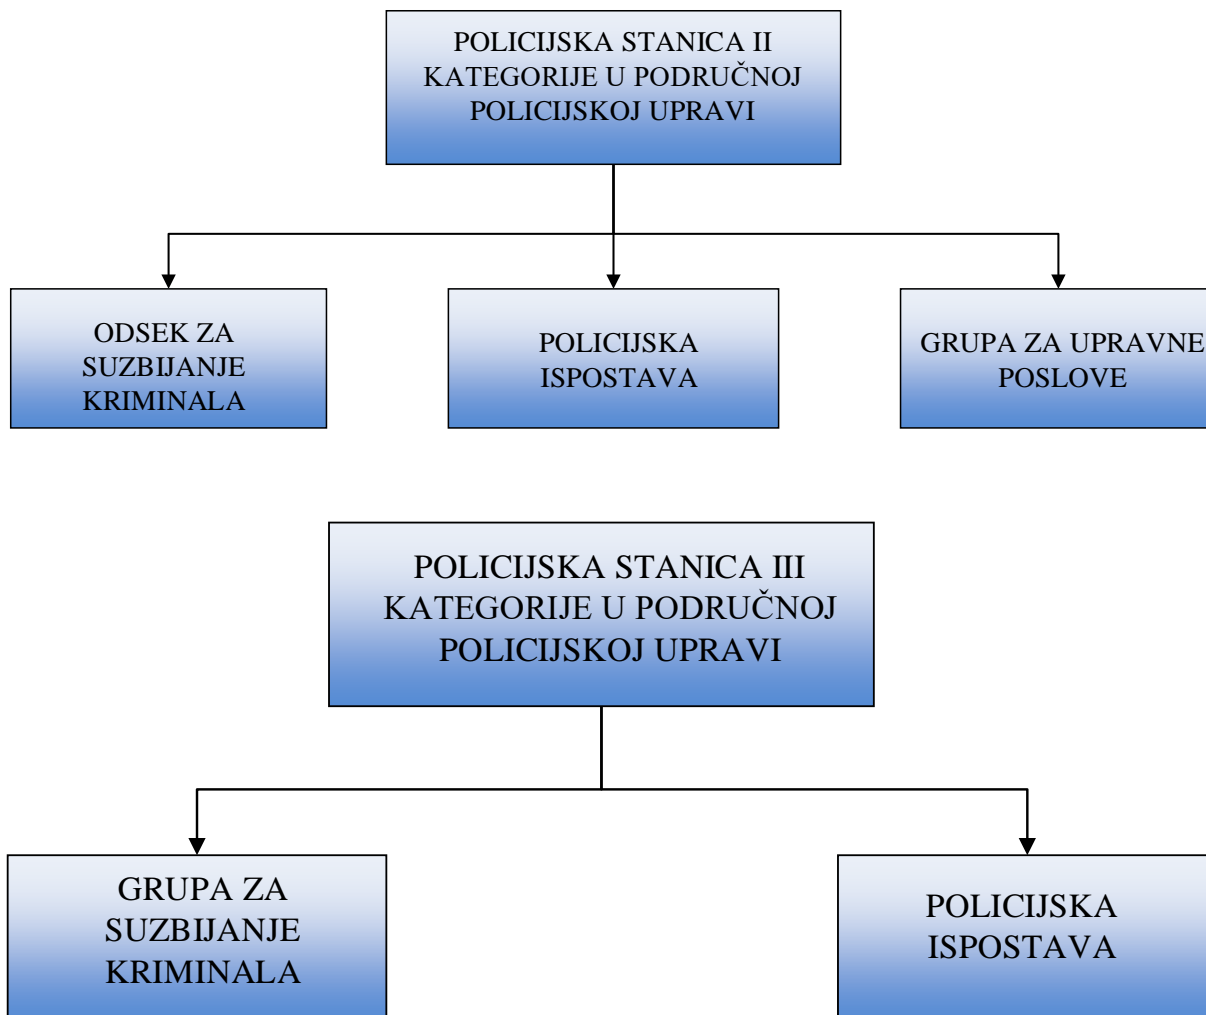 POLICIJSKA STANICA II
KATEGORIJE U PODRUČNOJ
POLICIJSKOJ UPRAVI
ODSEK ZA
SUZBIJANJE
KRIMINALA
POLICIJSKA
ISPOSTAVA
GRUPA ZA UPRAVNE
POSLOVE
POLICIJSKA STANICA III
KATEGORIJE U PODRUČNOJ
POLICIJSKOJ UPRAVI
GRUPA ZA
SUZBIJANJE
KRIMINALA
POLICIJSKA
ISPOSTAVA